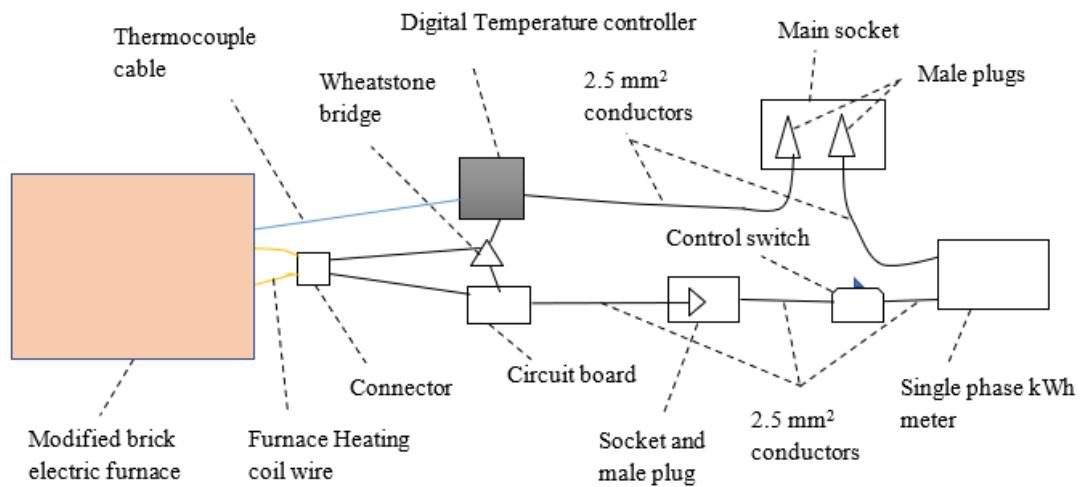 Digital Temperature controller
Thermocouple
cable
Main socket
Wheatstone
bridge
2.5 mm²
conductors
Male plugs
Control switch
Connector
Circuit board
Single phase kWh
meter
Modified brick
electric furnace
Furnace Heating
coil wire
Socket and
male plug
2.5 mm²
conductors